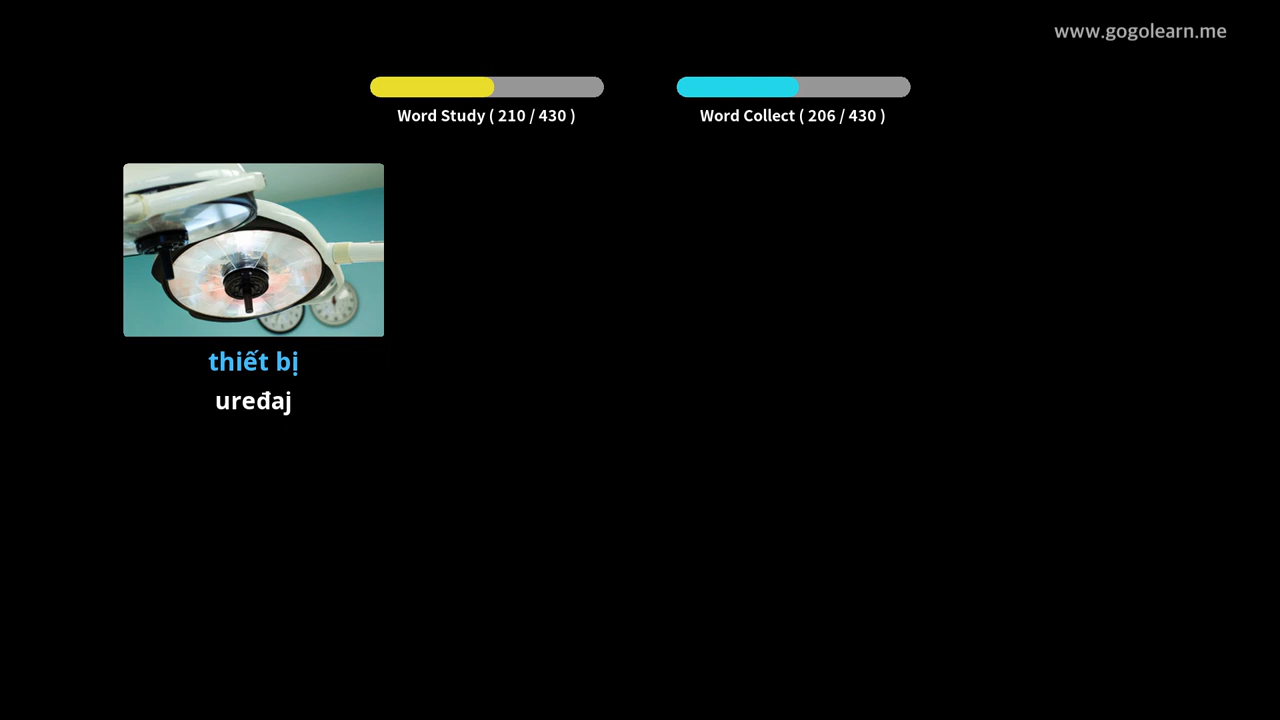 www.gogolearn.me
Word Study ( 210 / 430 )
Word Collect ( 206 / 430 )
thiết bị
uređaj